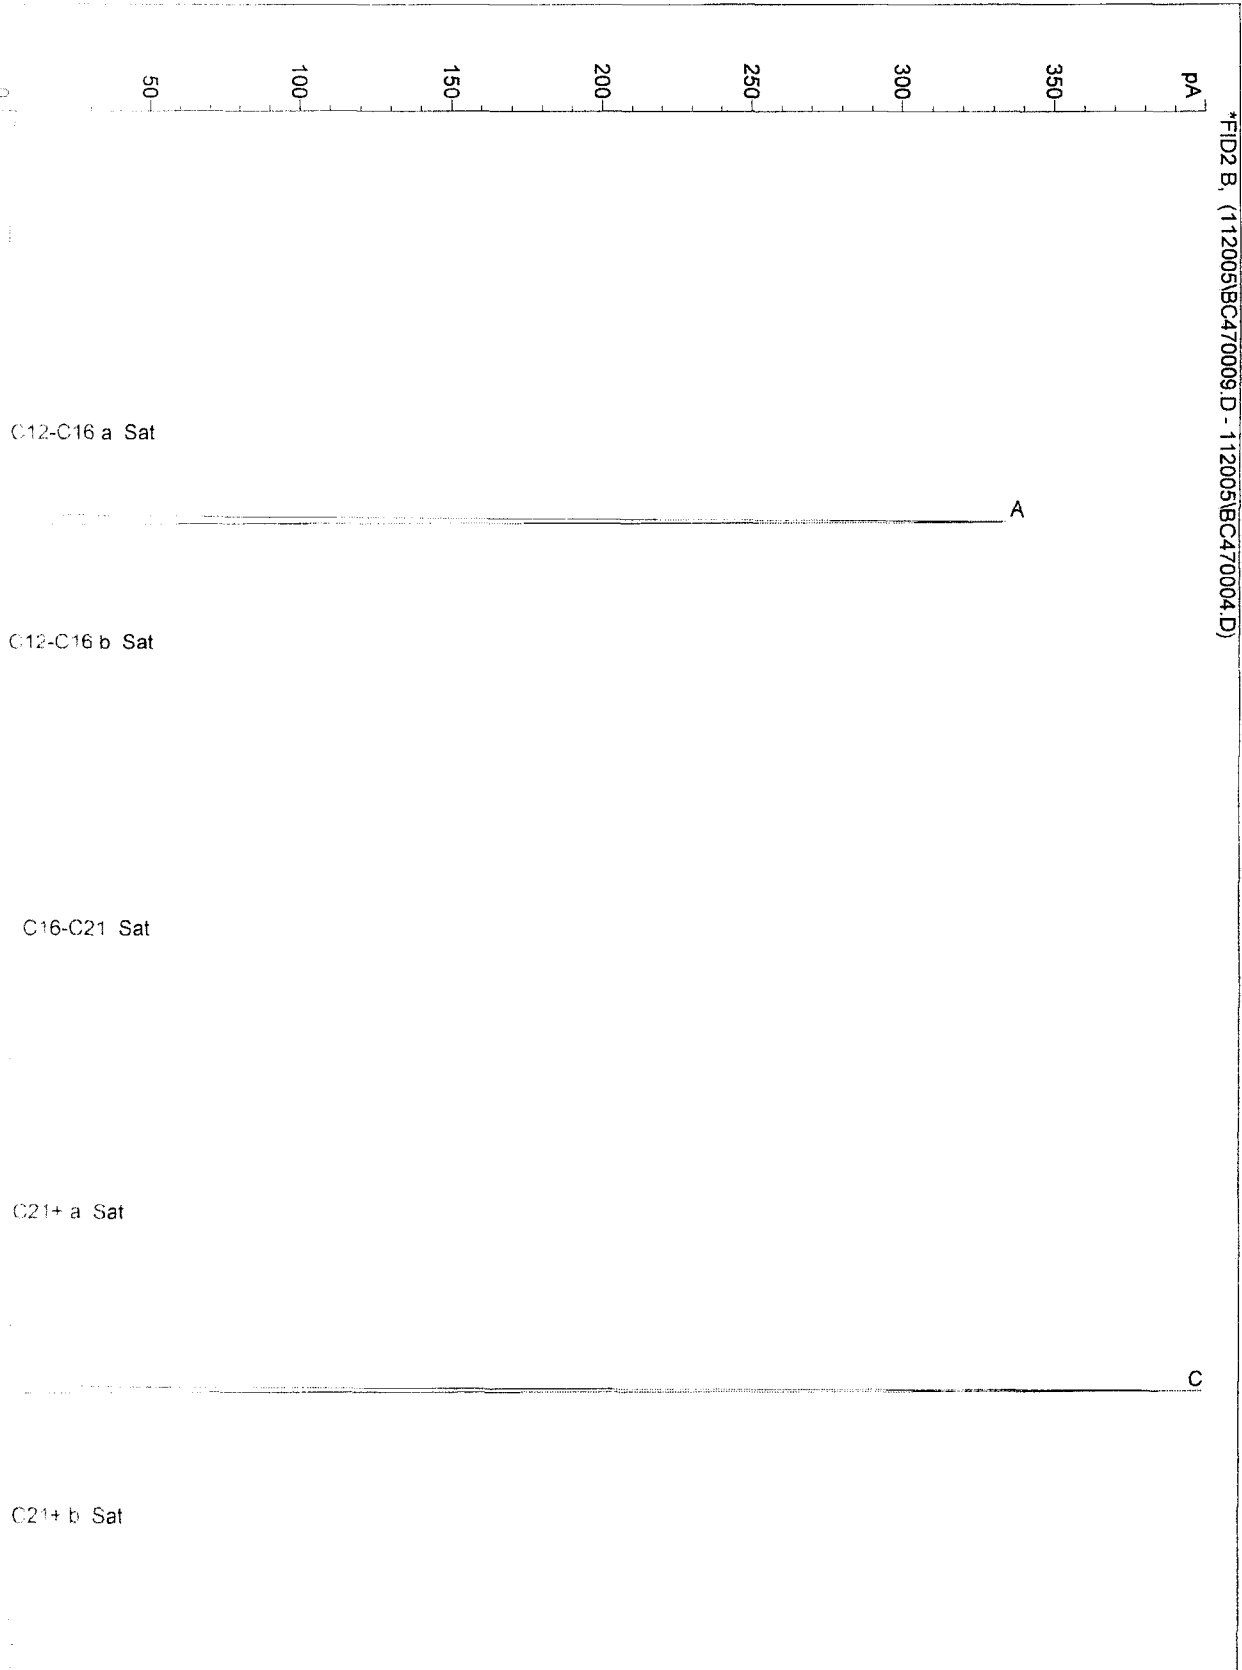 *FID2 B, (112005\BC470009.D - 112005\BC470004.D)
pA
350
300
250
200
150
100
50
0
C12-C16 a Sat
A
C12-C16 b Sat
C16-C21 Sat
C21+ a Sat
C
C21+ b Sat